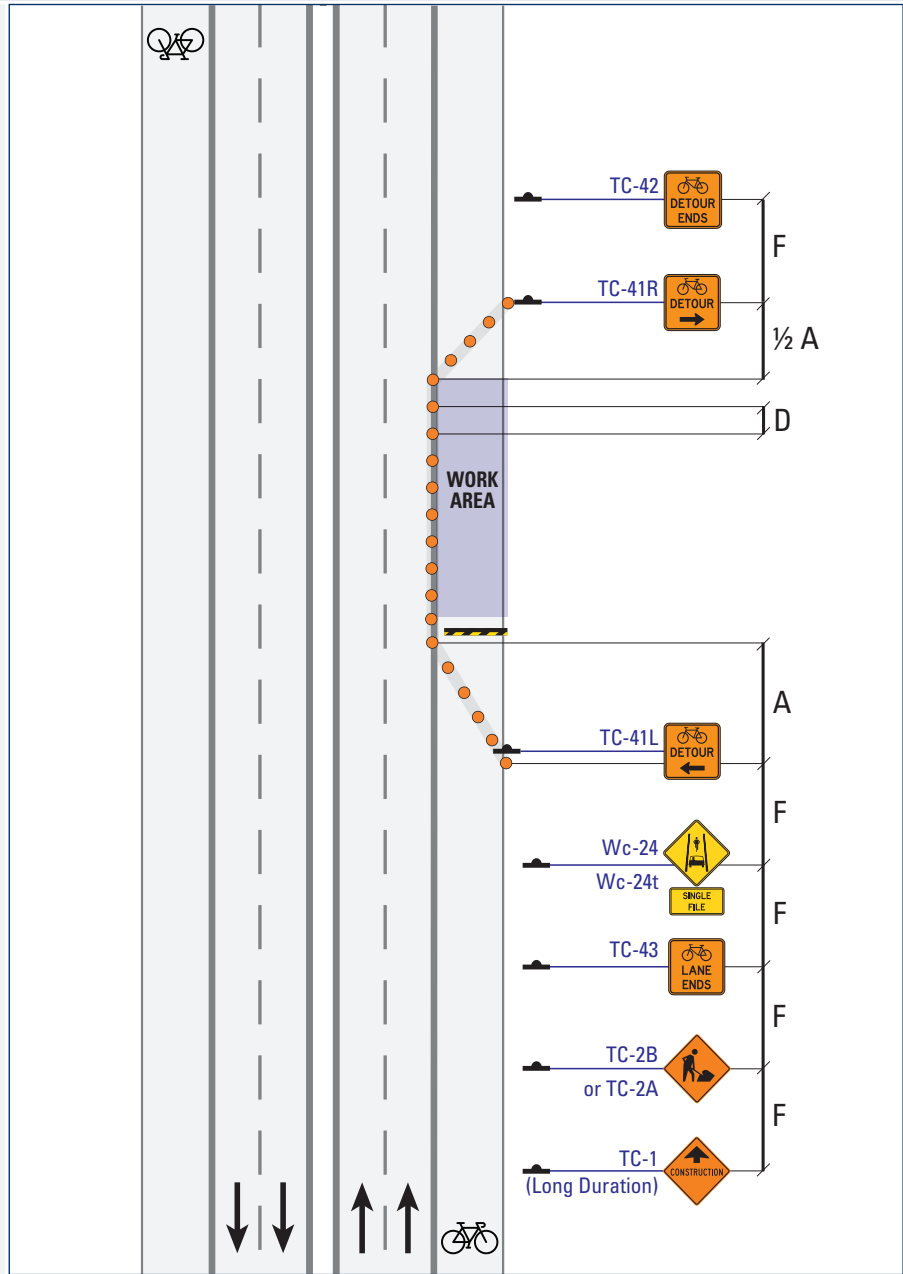 TC-42
DETOUR
ENDS
F
TC-41R
DETOUR
½ A
D
WORK
AREA
A
TC-41L
DETOUR
F
Wc-24
Wc-24t
SINGLE
FILE
F
TC-43
LANE
ENDS
F
TC-2B
or TC-2A
F
TC-1
(Long Duration)
CONSTRUCTION